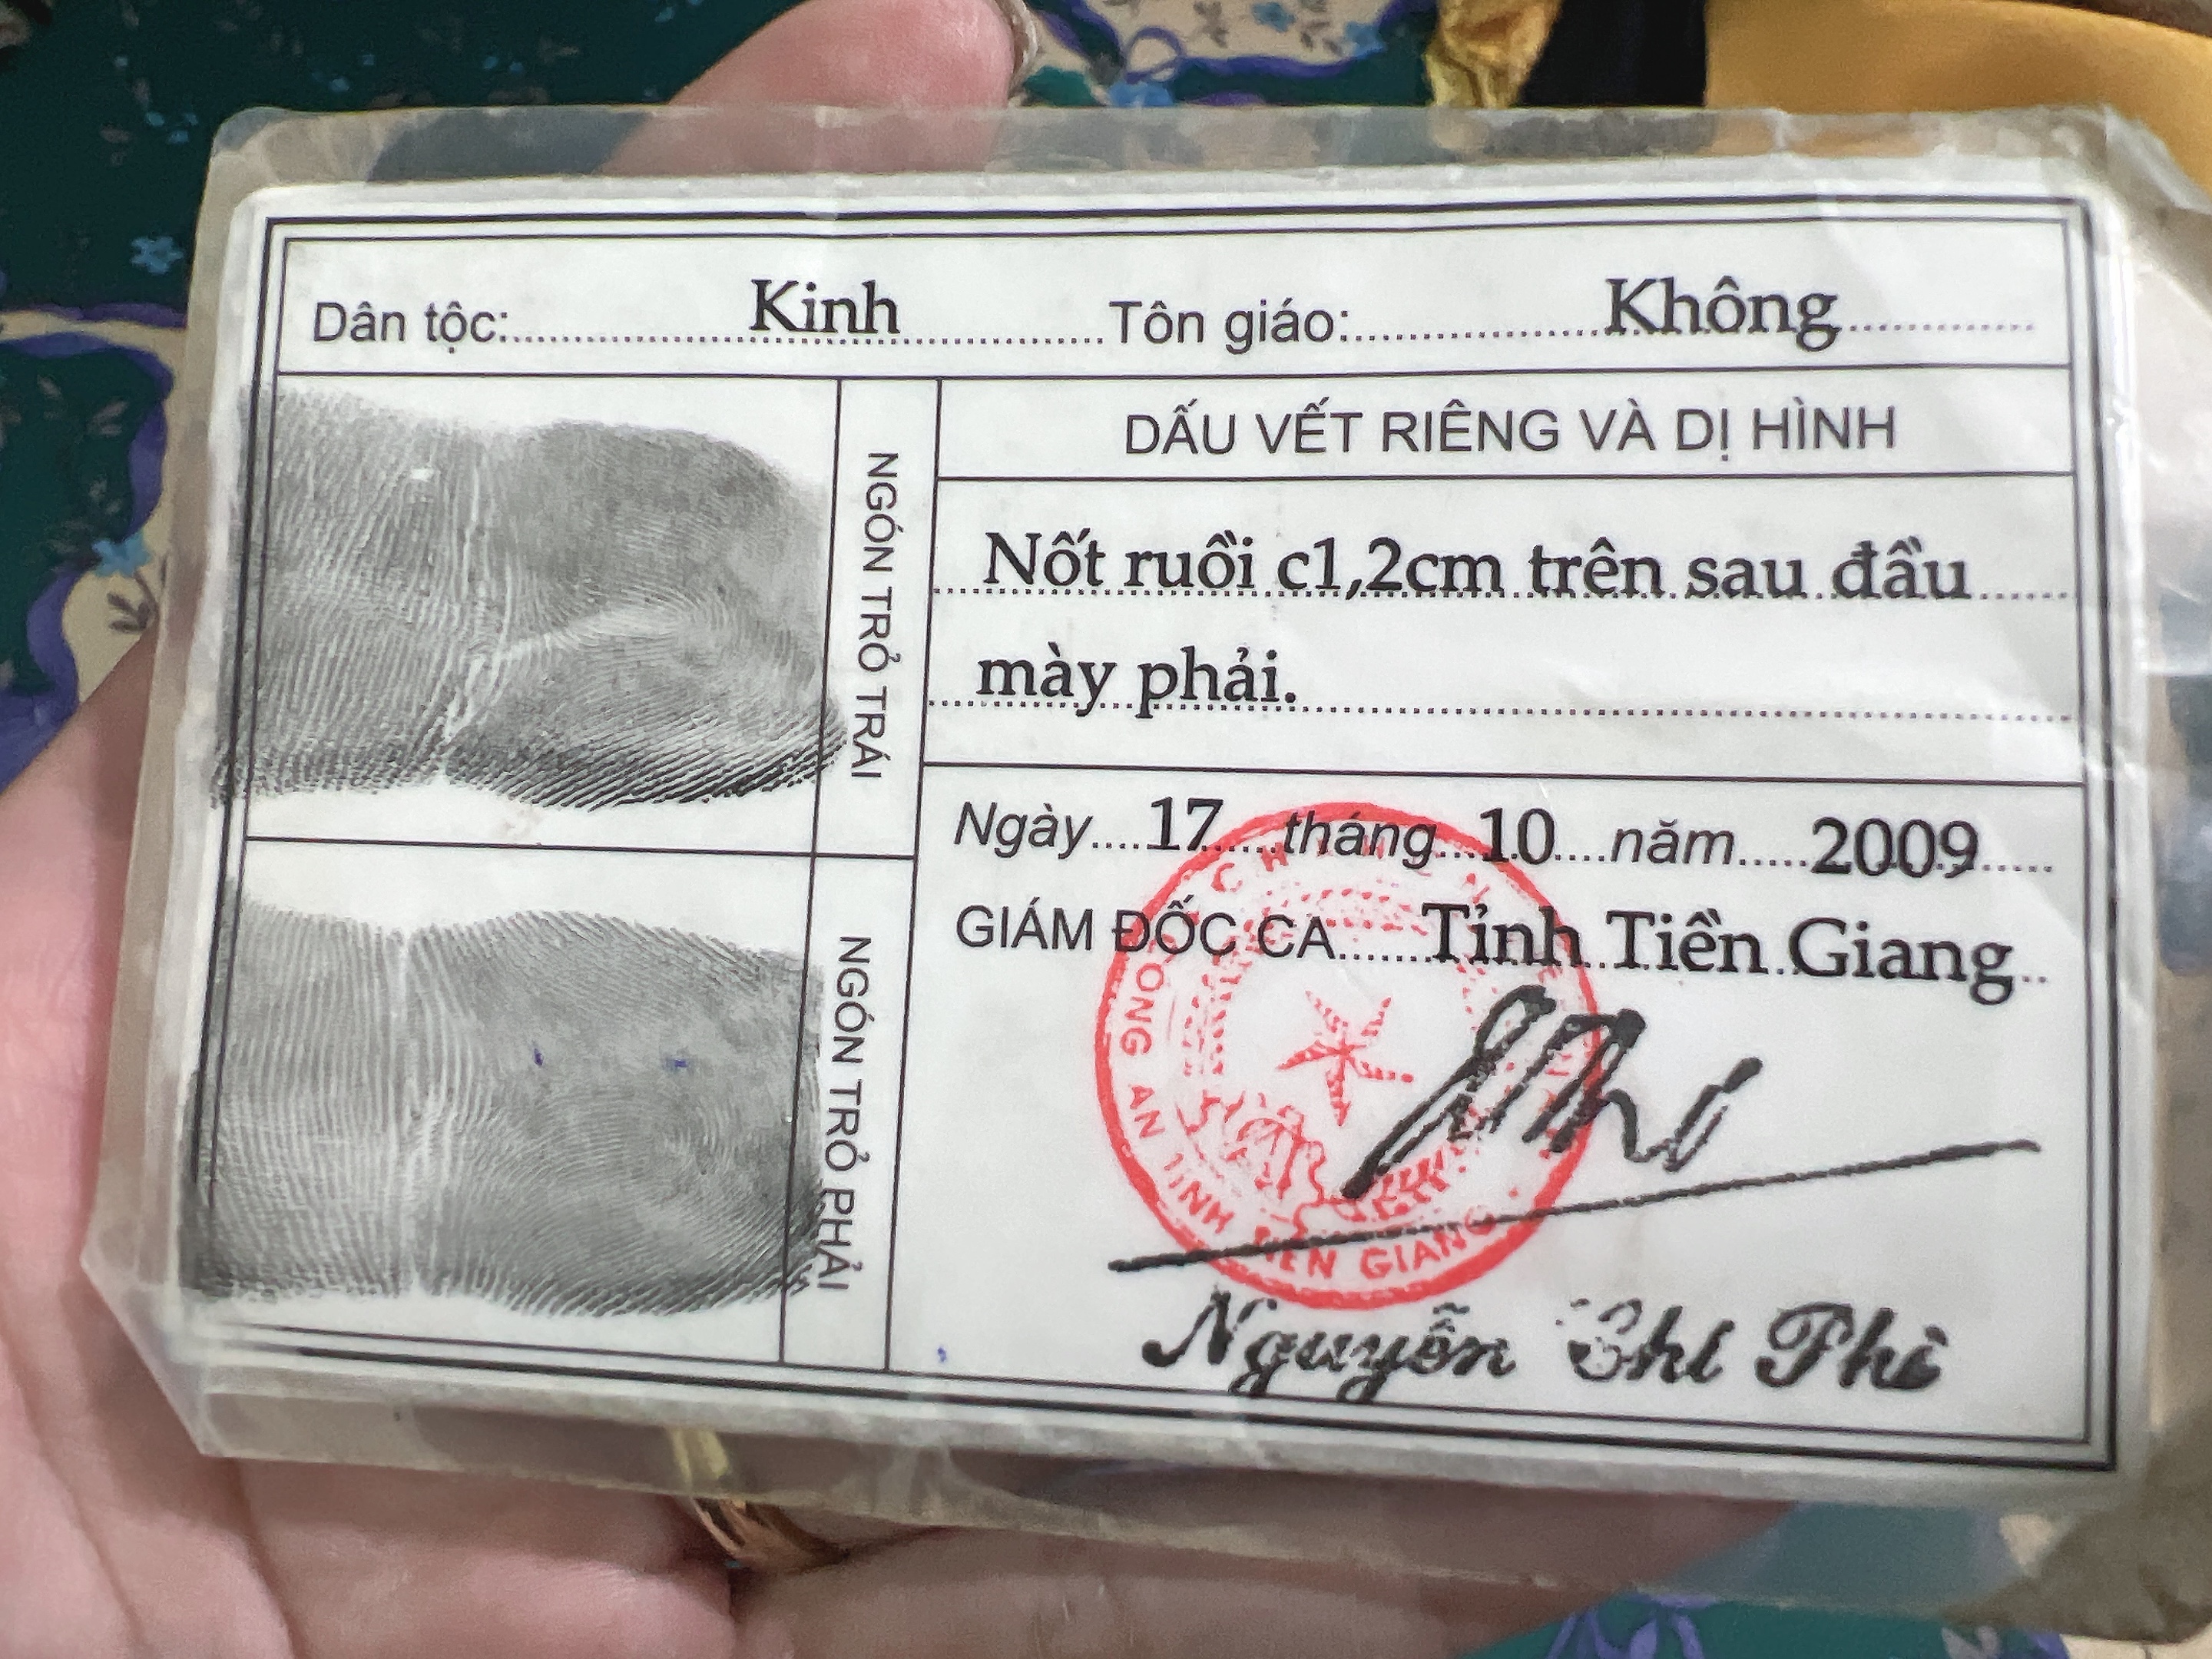 Dân tộc: Kinh Tôn giáo: Không
NGÓN TRỎ TRÁI
DẤU VẾT RIÊNG VÀ DỊ HÌNH
Nốt ruồi c1,2cm trên sau đầu
mày phải.
NGÓN TRỎ PHẢI
Ngày 17 tháng 10 năm 2009
GIÁM ĐỐC CA Tỉnh Tiền Giang
CÔNG AN TỈNH TIỀN GIANG
Nguyễn Chí Phi